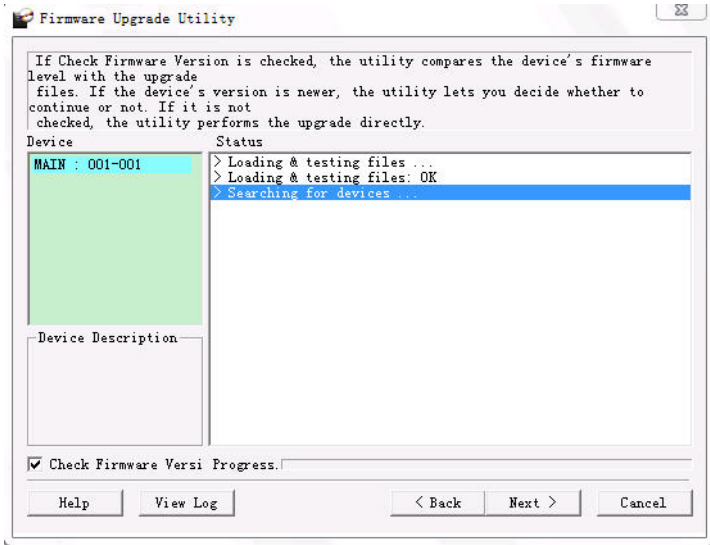 Firmware Upgrade Utility
If Check Firmware Version is checked, the utility compares the device's firmware
level with the upgrade
files. If the device's version is newer, the utility lets you decide whether to
continue or not. If it is not
checked, the utility performs the upgrade directly.
Device
Status
MAIN : 001-001
> Loading & testing files ...
> Loading & testing files: OK
> Searching for devices ...
Device Description
Check Firmware Versi Progress.
Help
View Log
< Back
Next >
Cancel